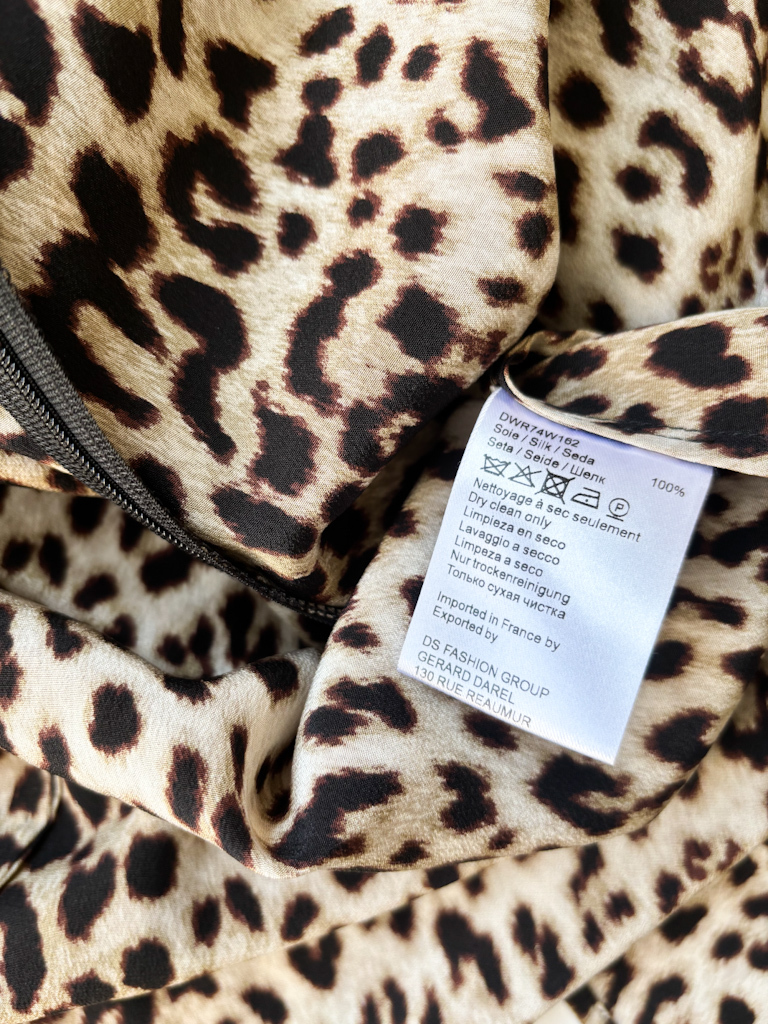 DWR74W162
Soie / Silk / Seda
Seta / Seide / Шелк 100%
P
Nettoyage à sec seulement
Dry clean only
Limpieza en seco
Lavaggio a secco
Limpeza a seco
Nur trockenreinigung
Только сухая чистка
Imported in France by
Exported by
DS FASHION GROUP
GERARD DAREL
130 RUE REAUMUR